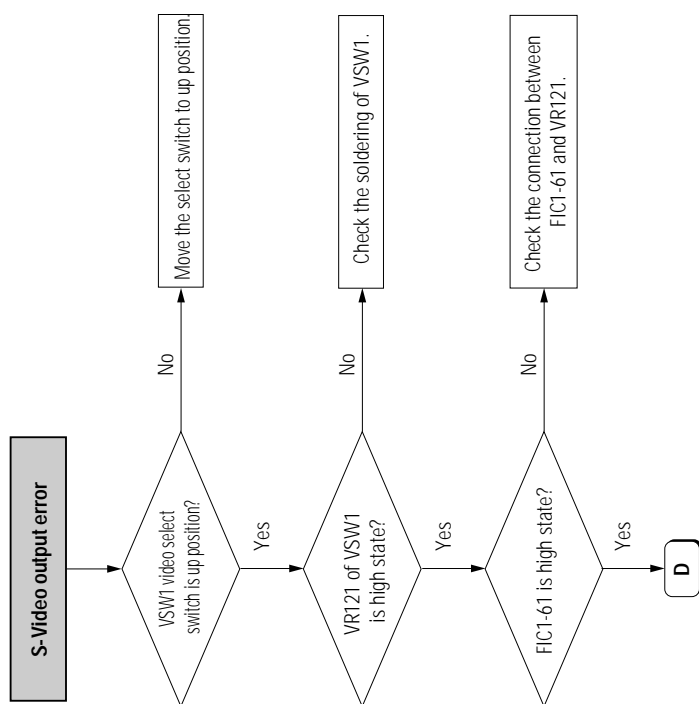 S-Video output error
VSW1 video select
switch is up position?
No
Move the select switch to up position.
Yes
VR121 of VSW1
is high state?
No
Check the soldering of VSW1.
Yes
FIC1-61 is high state?
No
Check the connection between
FIC1-61 and VR121.
Yes
D